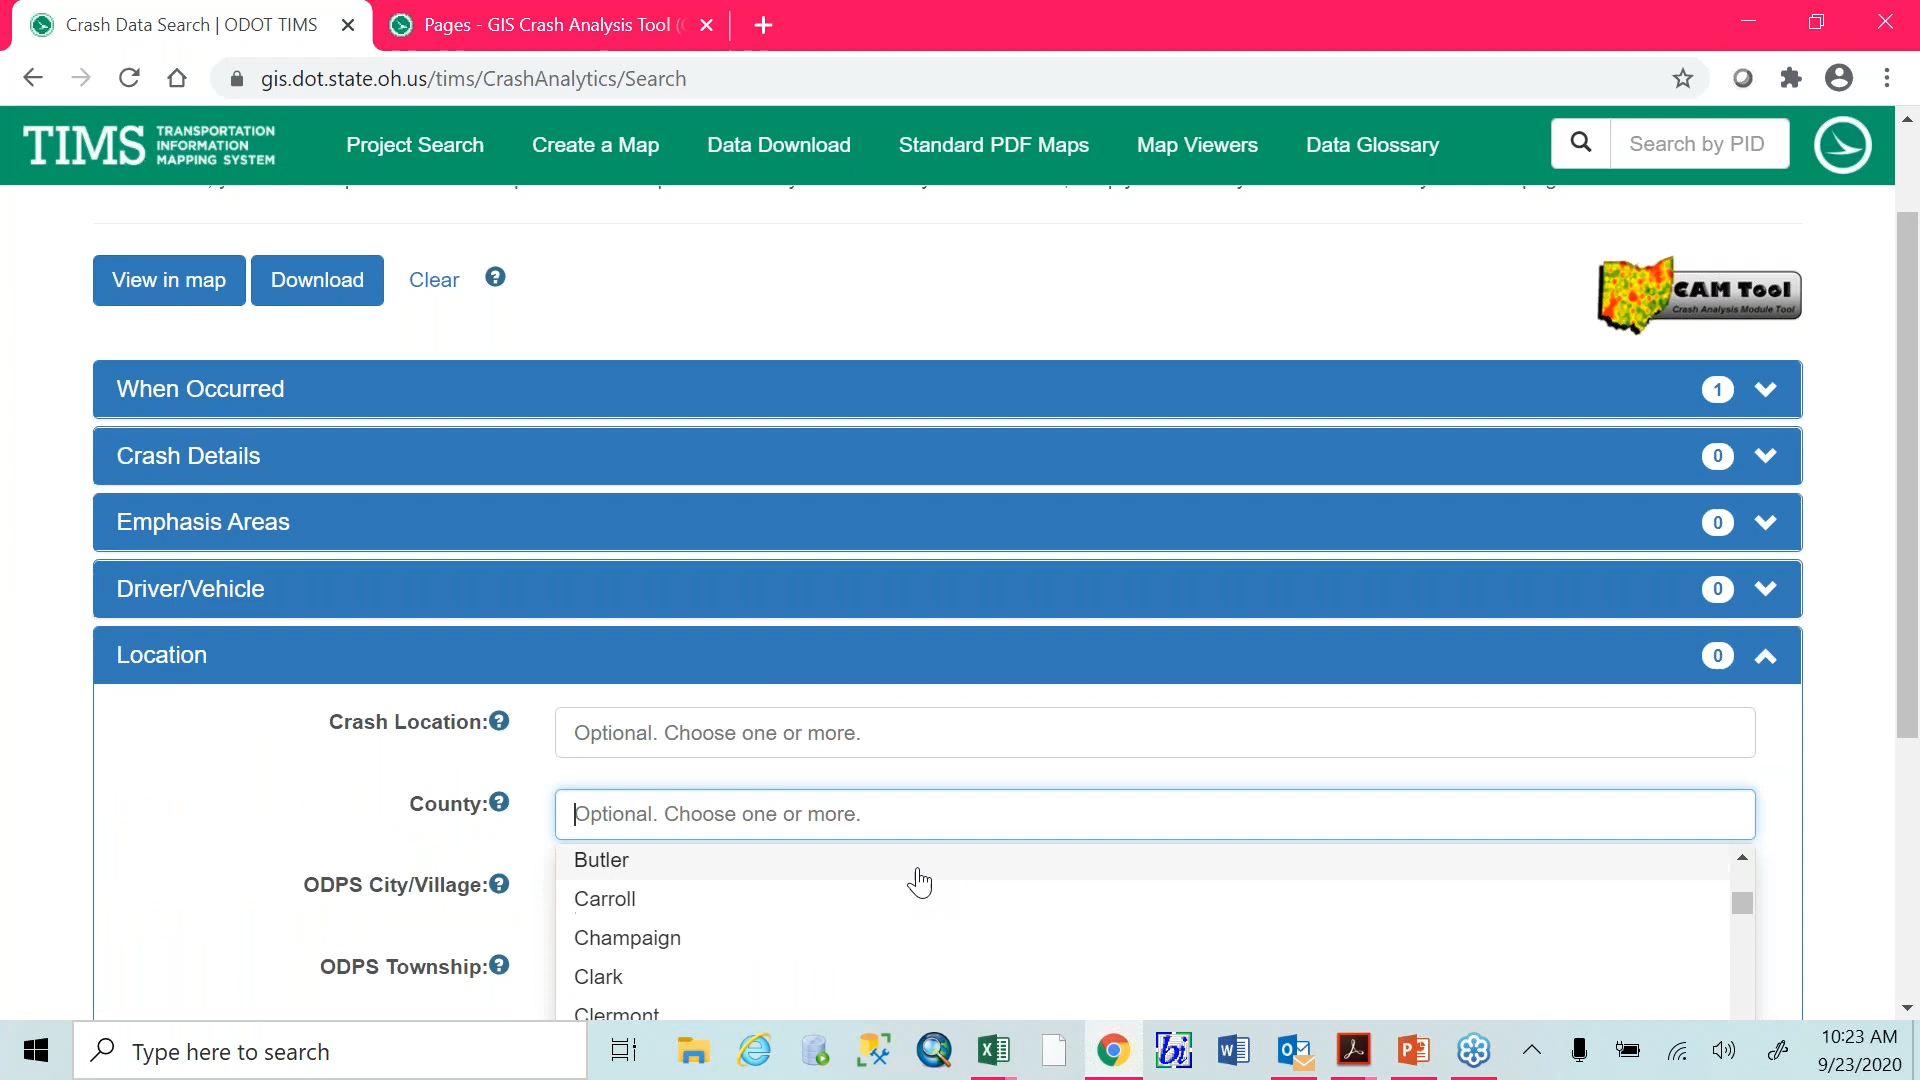 Crash Data Search | ODOT TIMS
Pages - GIS Crash Analysis Tool (
gis.dot.state.oh.us/tims/CrashAnalytics/Search
TIMS TRANSPORTATION INFORMATION MAPPING SYSTEM
Project Search
Create a Map
Data Download
Standard PDF Maps
Map Viewers
Data Glossary
Search by PID
View in map
Download
Clear
?
CAM Tool
Crash Analysis Module Tool
When Occurred
1
Crash Details
0
Emphasis Areas
0
Driver/Vehicle
0
Location
0
Crash Location:?
Optional. Choose one or more.
County:?
Optional. Choose one or more.
Butler
Carroll
Champaign
Clark
Clermont
ODPS City/Village:?
ODPS Township:?
Type here to search
bi
10:23 AM
9/23/2020